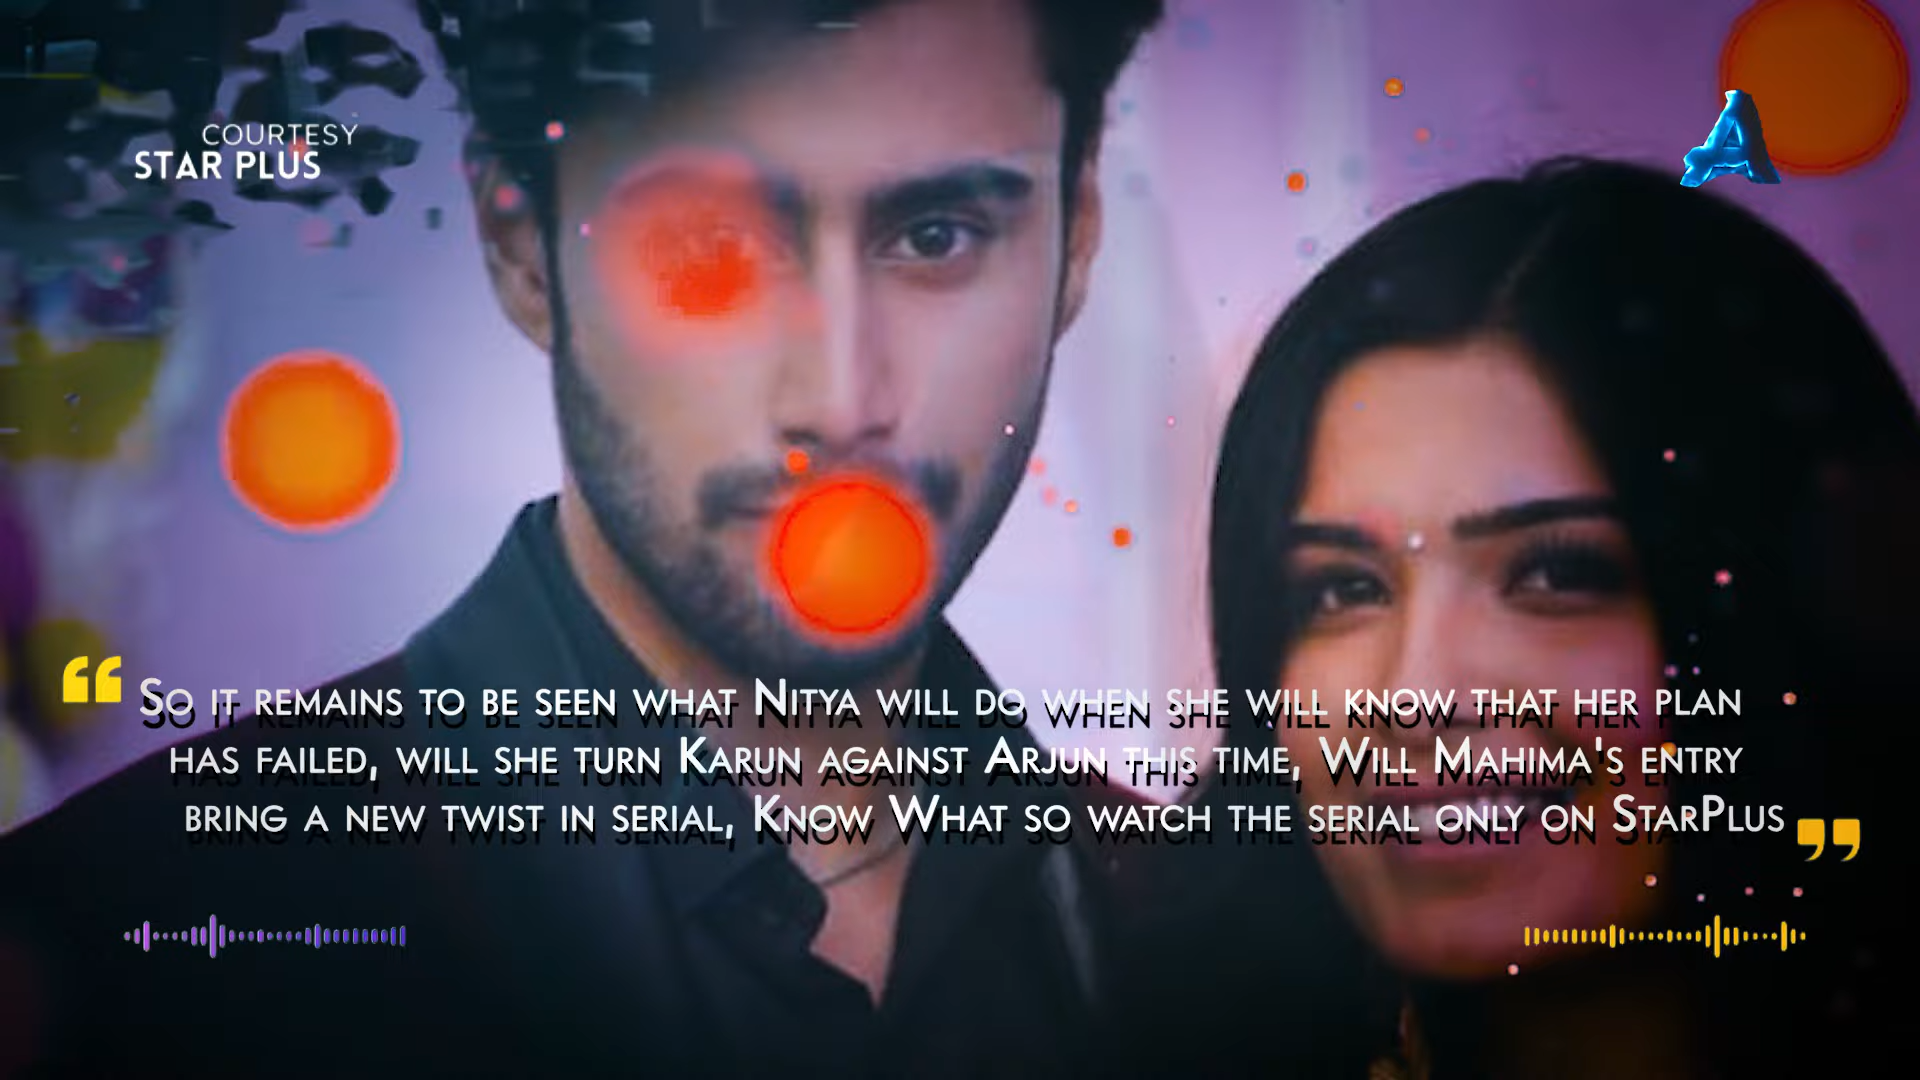 COURTESY
STAR PLUS
A
“So it remains to be seen what Nitya will do when she will know that her plan
has failed, will she turn Karun against Arjun this time, Will Mahima's entry
bring a new twist in serial, Know What so watch the serial only on StarPlus”